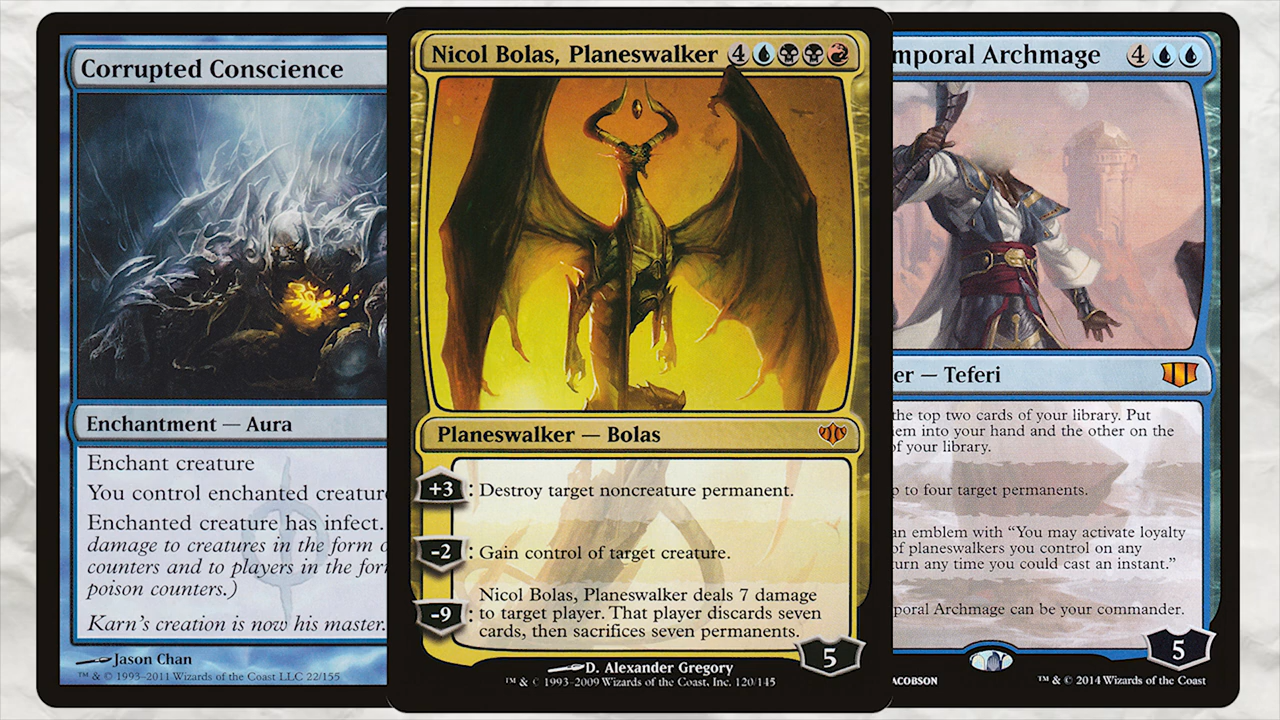 Corrupted Conscience
Enchantment — Aura
Enchant creature
You control enchanted creature
Enchanted creature has infect.
damage to creatures in the form o
counters and to players in the for
poison counters.)
Karn's creation is now his master.
Jason Chan
™ & © 1993–2011 Wizards of the Coast LLC 22/155
Nicol Bolas, Planeswalker 4
Planeswalker — Bolas
+3 : Destroy target noncreature permanent.
-2 : Gain control of target creature.
Nicol Bolas, Planeswalker deals 7 damage
-9 : to target player. That player discards seven
cards, then sacrifices seven permanents.
5
D. Alexander Gregory
™ & © 1993–2009 Wizards of the Coast, Inc. 120/145
mporal Archmage 4
er — Teferi
the top two cards of your library. Put
em into your hand and the other on the
of your library.
p to four target permanents.
an emblem with "You may activate loyalty
of planeswalkers you control on any
urn any time you could cast an instant."
poral Archmage can be your commander.
5
ACOBSON
™ & © 2014 Wizards of the Coast